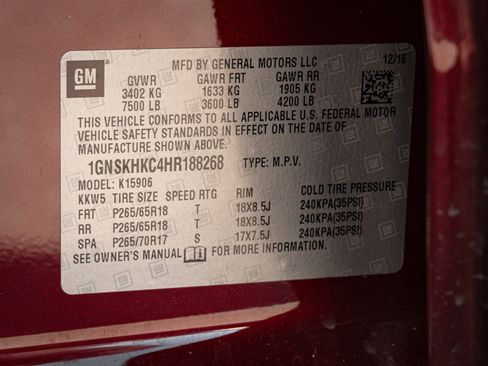 GM
MFD BY GENERAL MOTORS LLC 12/16
GVWR GAWR FRT GAWR RR
3402 KG 1633 KG 1905 KG
7500 LB 3600 LB 4200 LB
THIS VEHICLE CONFORMS TO ALL APPLICABLE U.S. FEDERAL MOTOR
VEHICLE SAFETY STANDARDS IN EFFECT ON THE DATE OF
MANUFACTURE SHOWN ABOVE.
1GNSKHKC4HR188268 TYPE: M.P.V.
MODEL: K15906
KKW5 TIRE SIZE SPEED RTG RIM COLD TIRE PRESSURE
FRT P265/65R18 T 18X8.5J 240KPA(35PSI)
RR P265/65R18 T 18X8.5J 240KPA(35PSI)
SPA P265/70R17 S 17X7.5J 240KPA(35PSI)
SEE OWNER'S MANUAL FOR MORE INFORMATION.